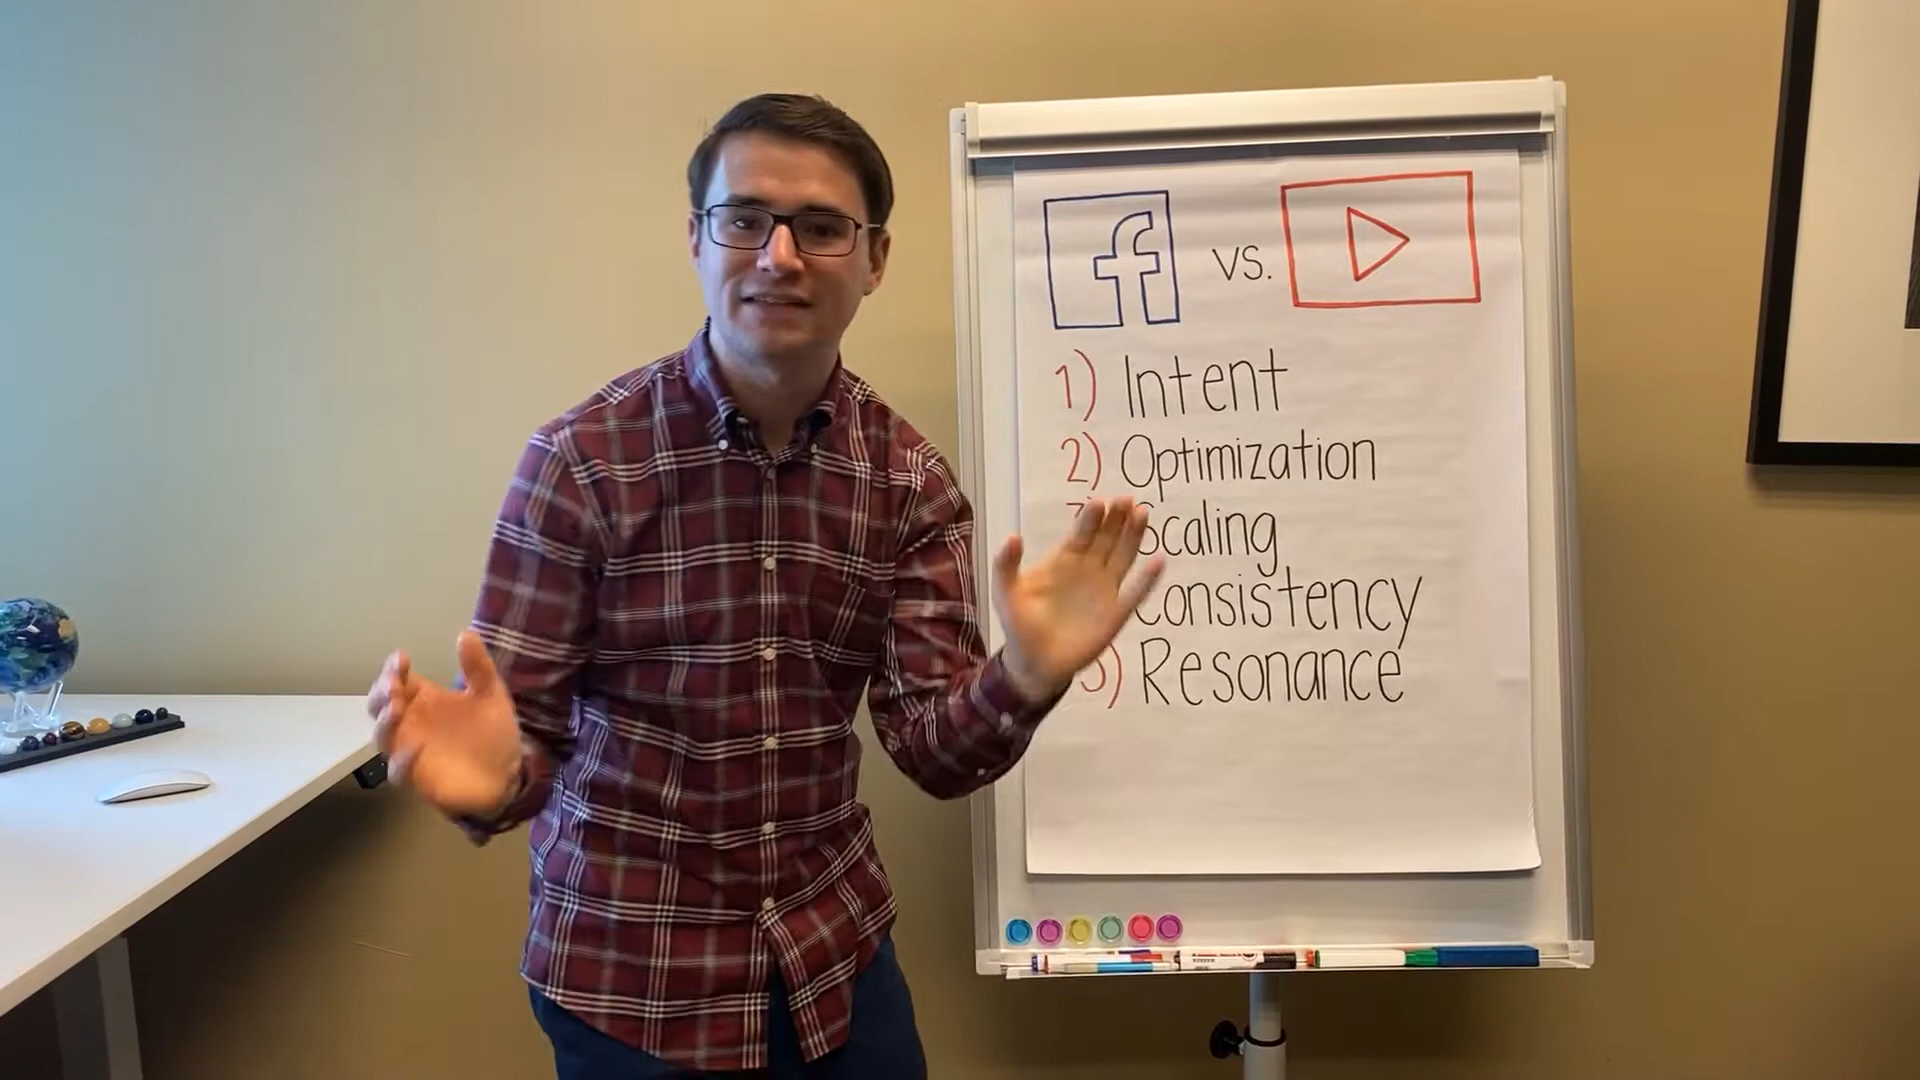 f vs.
1) Intent
2) Optimization
Scaling
Consistency
5) Resonance